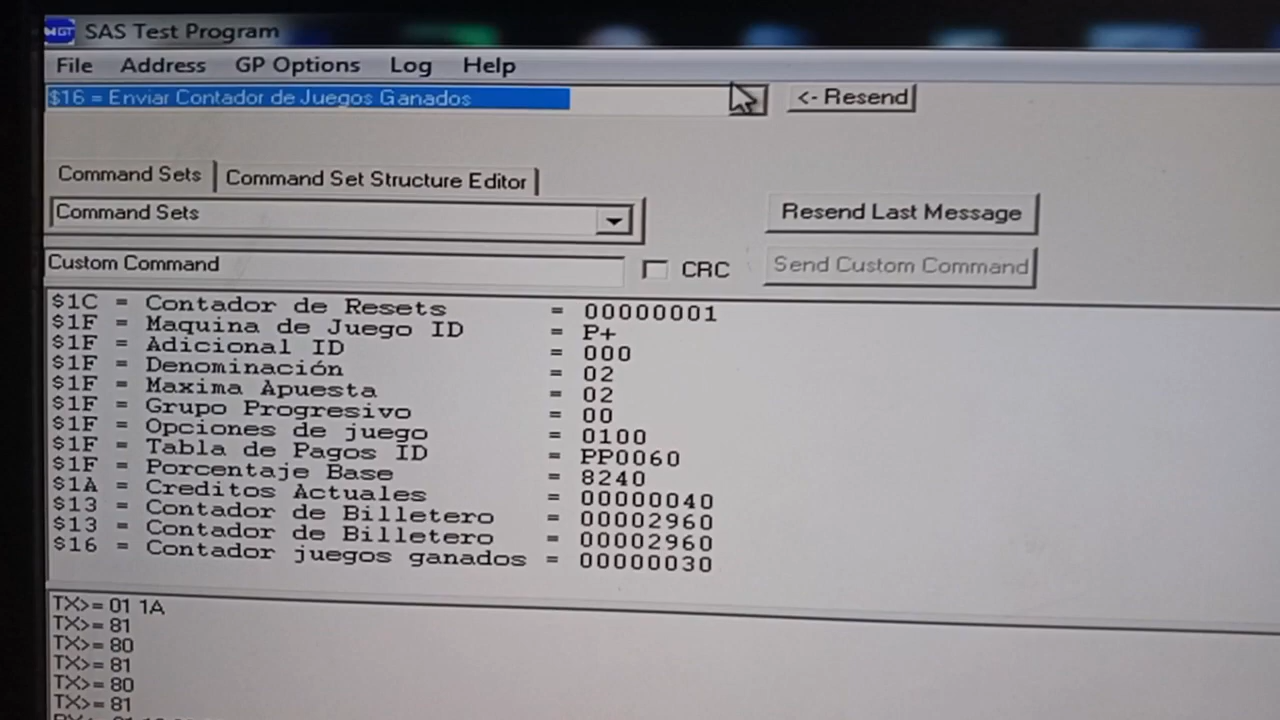 WGT SAS Test Program
File Address GP Options Log Help
$16 = Enviar Contador de Juegos Ganados <- Resend
Command Sets Command Set Structure Editor
Command Sets Resend Last Message
Custom Command CRC Send Custom Command
$1C = Contador de Resets = 00000001
$1F = Maquina de Juego ID = P+
$1F = Adicional ID = 000
$1F = Denominación = 02
$1F = Maxima Apuesta = 02
$1F = Grupo Progresivo = 00
$1F = Opciones de juego = 0100
$1F = Tabla de Pagos ID = PP0060
$1F = Porcentaje Base = 8240
$1A = Creditos Actuales = 00000040
$13 = Contador de Billetero = 00002960
$13 = Contador de Billetero = 00002960
$16 = Contador juegos ganados = 00000030
TX>= 01 1A
TX>= 81
TX>= 80
TX>= 81
TX>= 80
TX>= 81